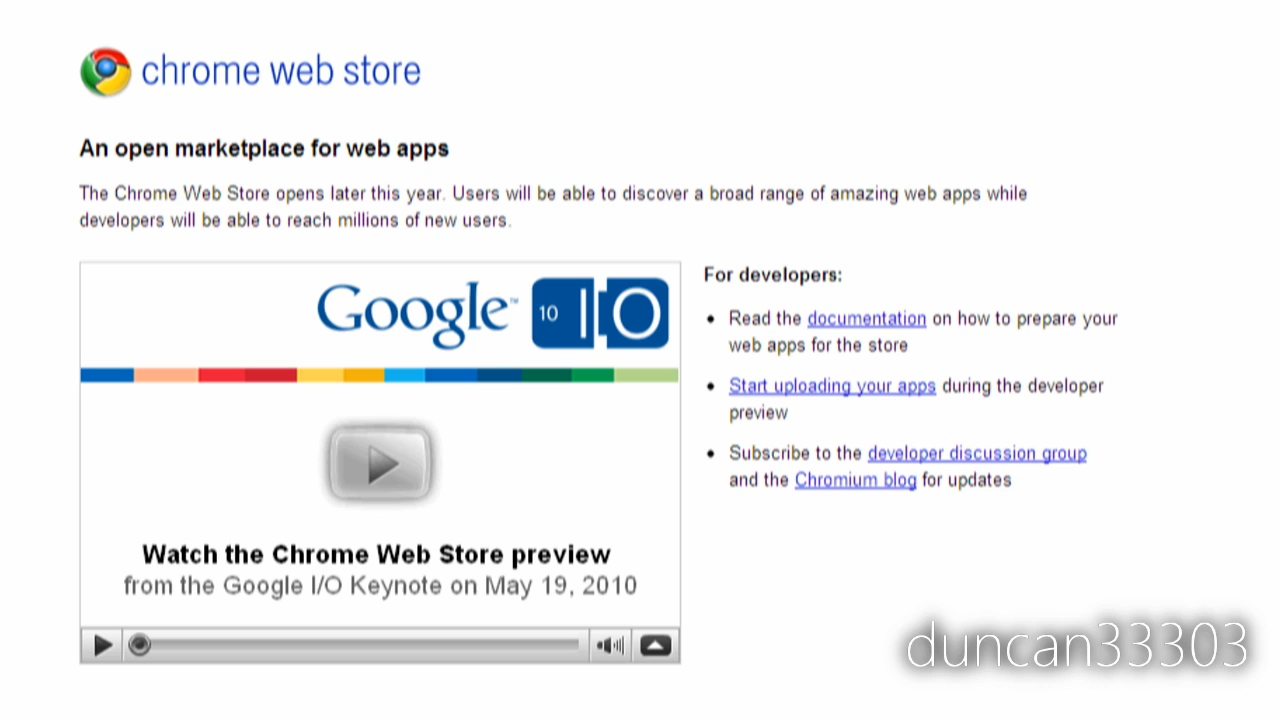 chrome web store
An open marketplace for web apps
The Chrome Web Store opens later this year. Users will be able to discover a broad range of amazing web apps while
developers will be able to reach millions of new users.
Google™ 10 IO
Watch the Chrome Web Store preview
from the Google I/O Keynote on May 19, 2010
For developers:
• Read the documentation on how to prepare your
web apps for the store
• Start uploading your apps during the developer
preview
• Subscribe to the developer discussion group
and the Chromium blog for updates
duncan33303